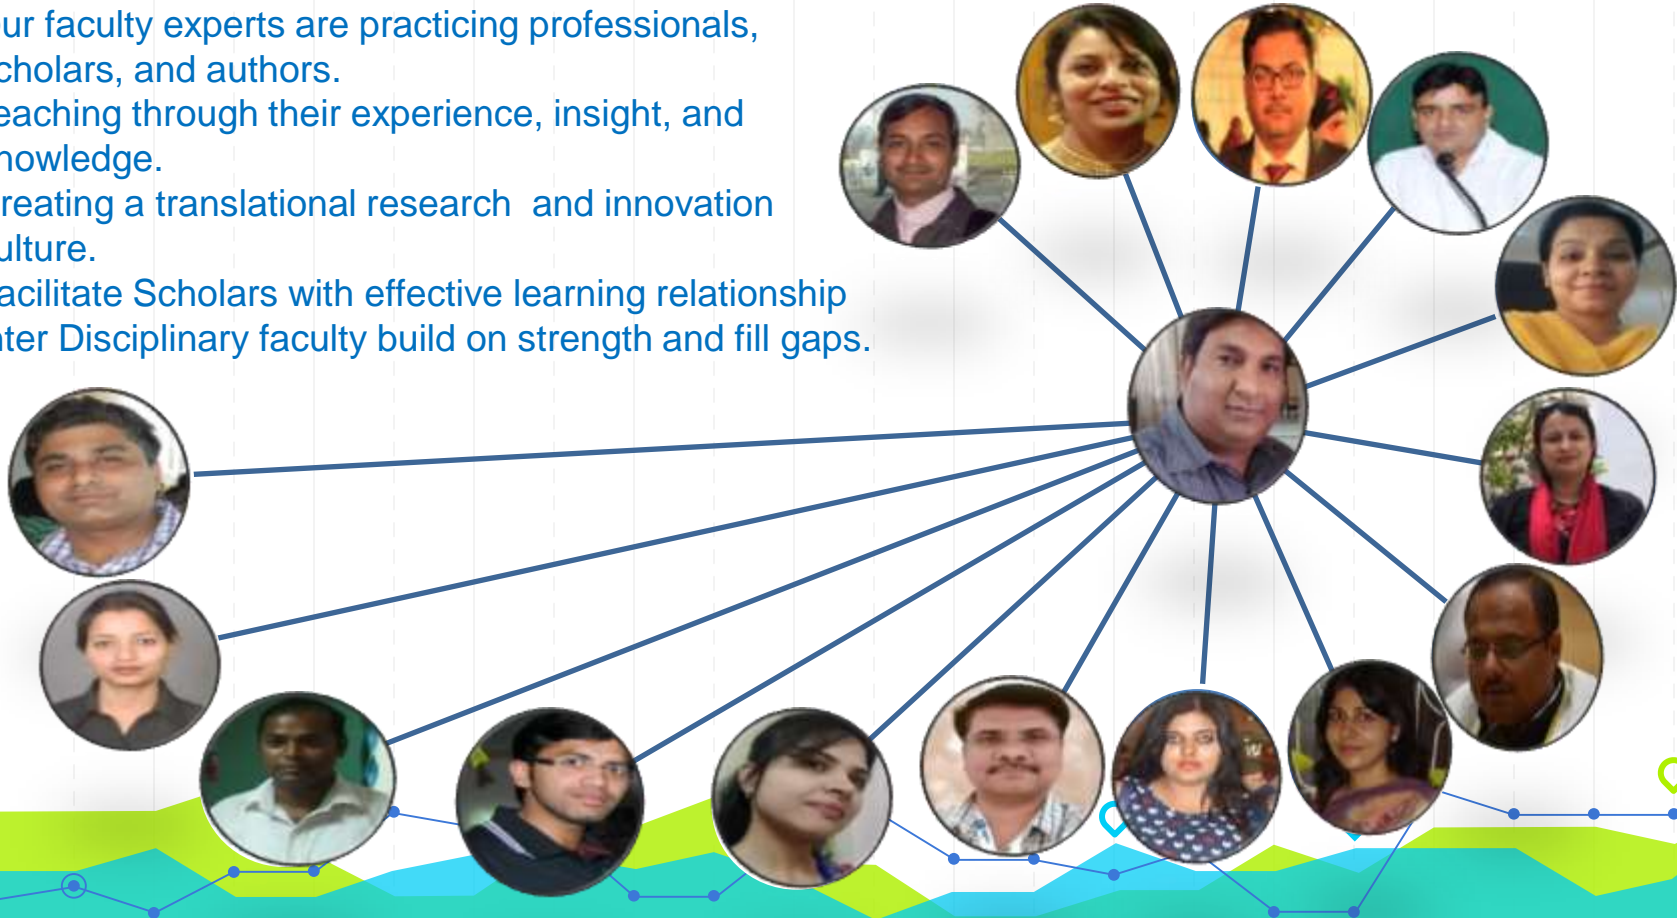 ur faculty experts are practicing professionals,
cholars, and authors.
eaching through their experience, insight, and
nowledge.
reating a translational research and innovation
ulture.
acilitate Scholars with effective learning relationship
nter Disciplinary faculty build on strength and fill gaps.